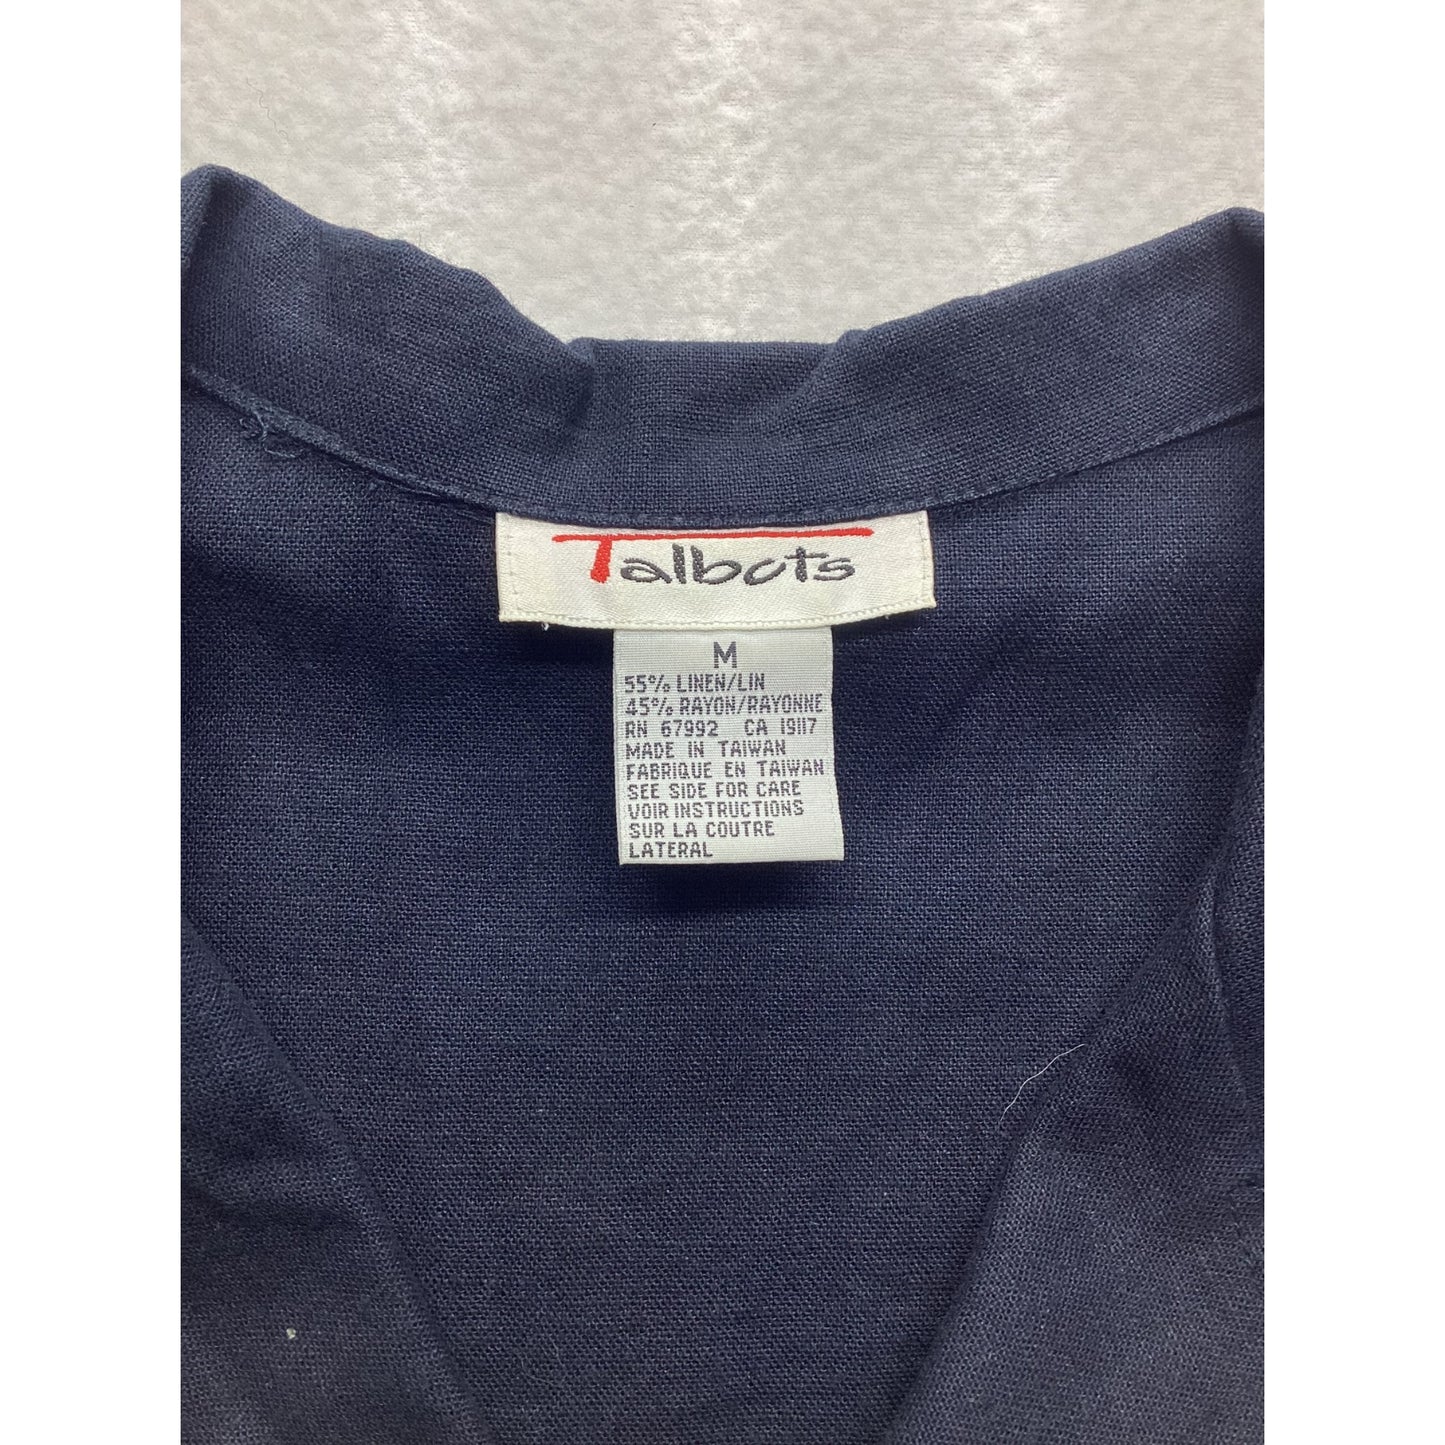 Talbots
M
55% LINEN/LIN
45% RAYON/RAYONNE
RN 67992 CA 19117
MADE IN TAIWAN
FABRIQUE EN TAIWAN
SEE SIDE FOR CARE
VOIR INSTRUCTIONS
SUR LA COUTRE
LATERAL